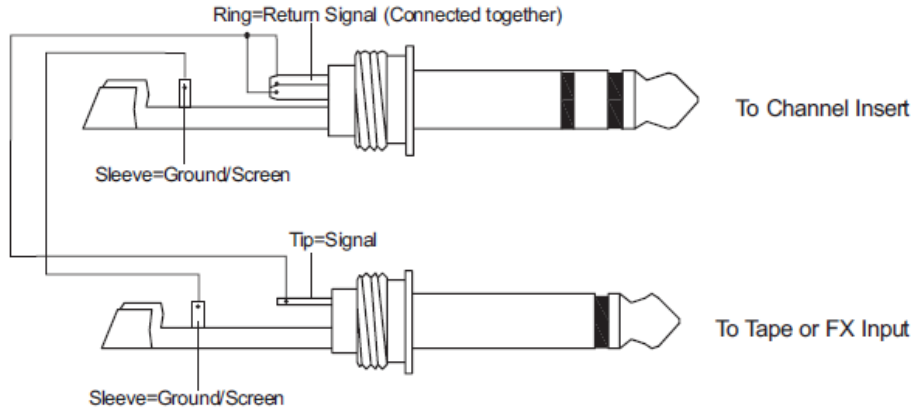 Ring=Return Signal (Connected together)
To Channel Insert
Sleeve=Ground/Screen
Tip=Signal
To Tape or FX Input
Sleeve=Ground/Screen